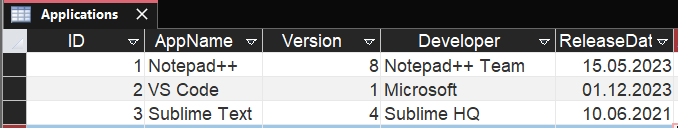 Applications
ID AppName Version Developer ReleaseDat
1 Notepad++ 8 Notepad++ Team 15.05.2023
2 VS Code 1 Microsoft 01.12.2023
3 Sublime Text 4 Sublime HQ 10.06.2021